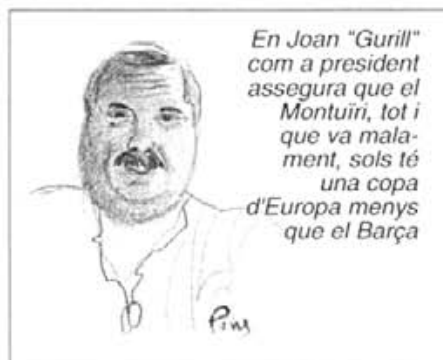 En Joan "Gurill"
com a president
assegura que el
Montuïri, tot i
que va mala-
ment, sols té
una copa
d'Europa menys
que el Barça
Pins